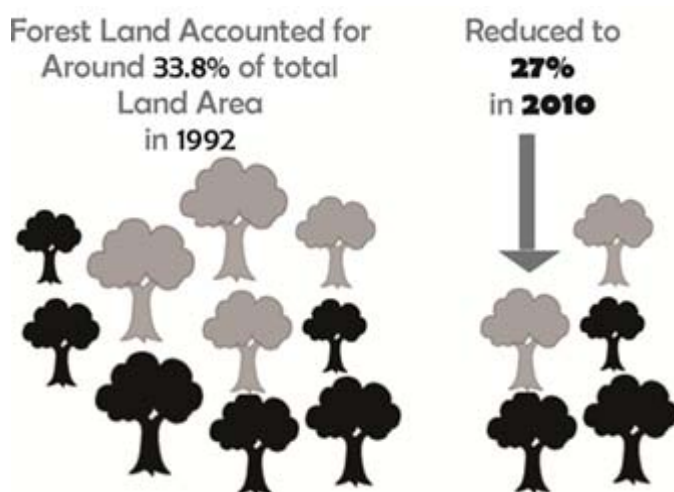 Forest Land Accounted for
Around 33.8% of total
Land Area
in 1992
Reduced to
27%
in 2010